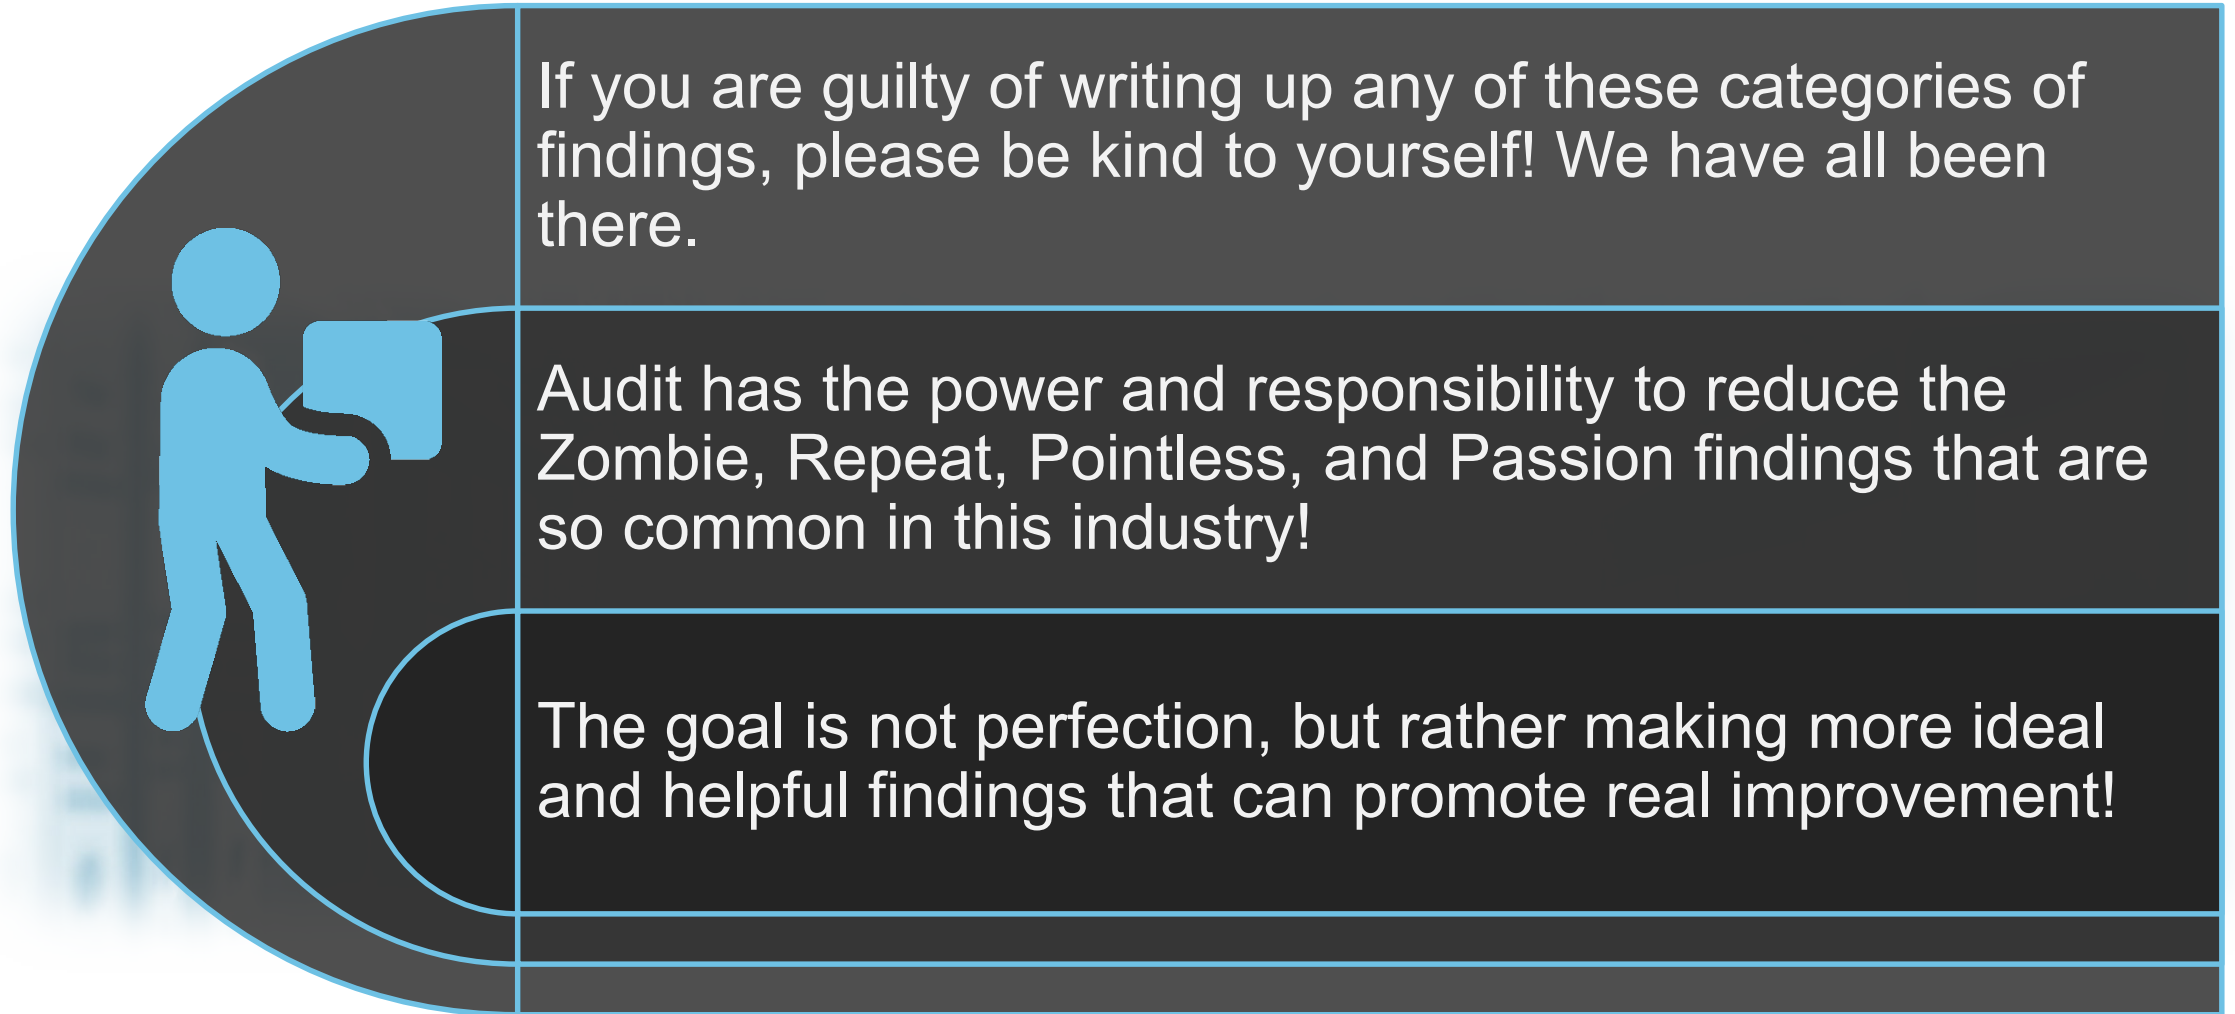 If you are guilty of writing up any of these categories of
findings, please be kind to yourself! We have all been
there.
Audit has the power and responsibility to reduce the
Zombie, Repeat, Pointless, and Passion findings that are
so common in this industry!
The goal is not perfection, but rather making more ideal
and helpful findings that can promote real improvement!